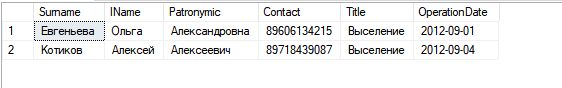 Surname IName Patronymic Contact Title OperationDate
1 Евгеньева Ольга Александровна 89606134215 Выселение 2012-09-01
2 Котиков Алексей Алексеевич 89718439087 Выселение 2012-09-04